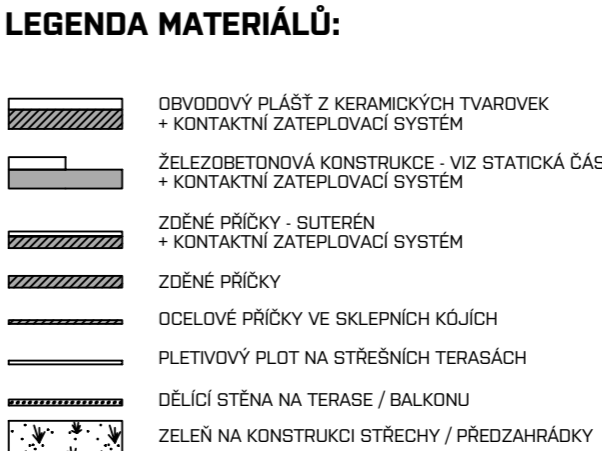 LEGENDA MATERIÁLŮ:
OBVODOVÝ PLÁŠŤ Z KERAMICKÝCH TVAROVEK
+ KONTAKTNÍ ZATEPLOVACÍ SYSTÉM
ŽELEZOBETONOVÁ KONSTRUKCE - VIZ STATICKÁ
+ KONTAKTNÍ ZATEPLOVACÍ SYSTÉM
ZDĚNÉ PŘÍČKY - SUTERÉN
+ KONTAKTNÍ ZATEPLOVACÍ SYSTÉM
ZDĚNÉ PŘÍČKY
OCELOVÉ PŘÍČKY VE SKLEPNÍCH KÓJÍCH
PLETIVOVÝ PLOT NA STŘEŠNÍCH TERASÁCH
DĚLÍCÍ STĚNA NA TERASE / BALKONU
ZELEŇ NA KONSTRUKCI STŘECHY / PŘEDZAHRÁDKY